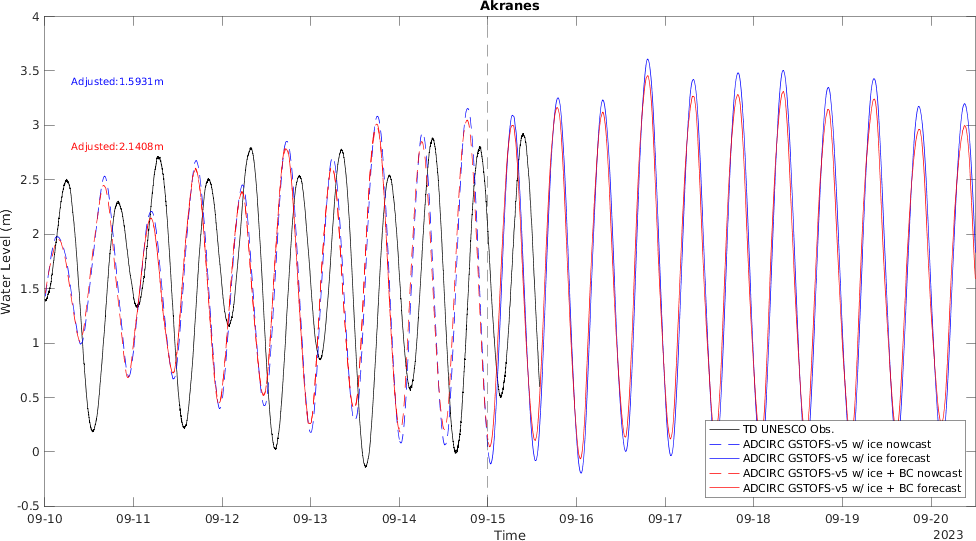 Akranes
4
3.5
3
2.5
2
1.5
1
0.5
0
-0.5
Water Level (m)
Adjusted:1.5931m
Adjusted:2.1408m
TD UNESCO Obs.
ADCIRC GSTOFS-v5 w/ ice nowcast
ADCIRC GSTOFS-v5 w/ ice forecast
ADCIRC GSTOFS-v5 w/ ice + BC nowcast
ADCIRC GSTOFS-v5 w/ ice + BC forecast
09-10 09-11 09-12 09-13 09-14 09-15 09-16 09-17 09-18 09-19 09-20
Time
2023